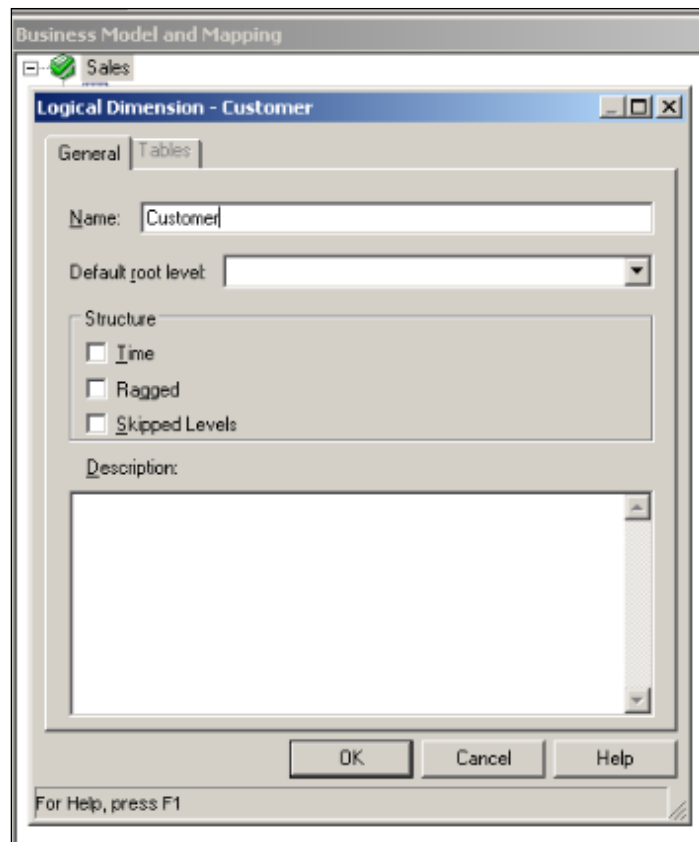 Business Model and Mapping
Sales
Logical Dimension - Customer
General Tables
Name: Customer
Default root level:
Structure
Time
Ragged
Skipped Levels
Description:
OK Cancel Help
For Help, press F1